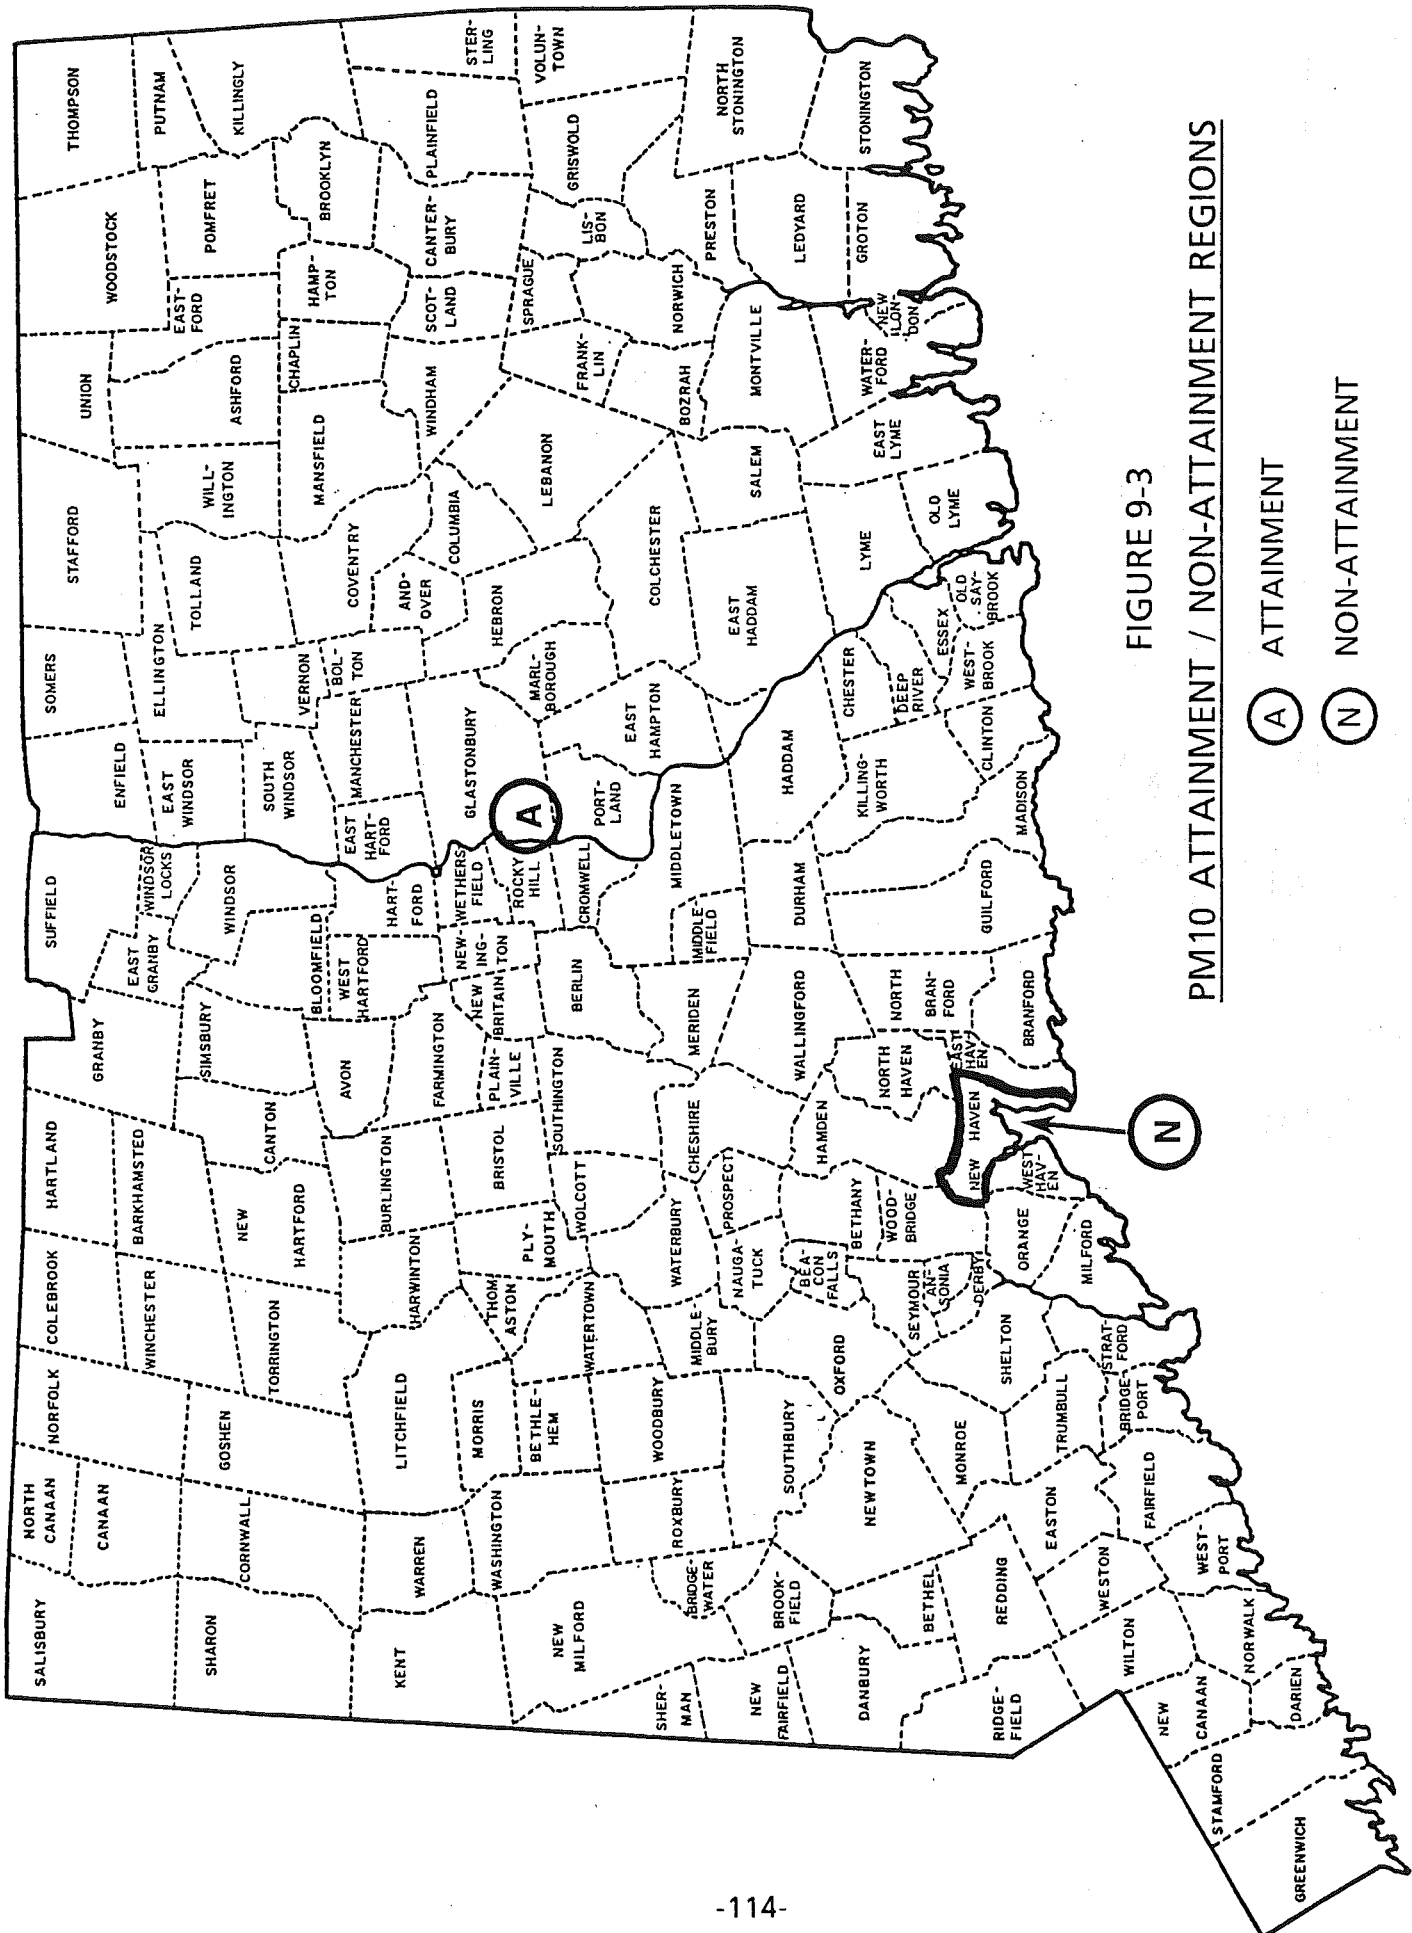 THOMPSON
PUTNAM
KILLINGLY
STER-
LING
VOLUN-
TOWN
WOODSTOCK
POMFRET
BROOKLYN
PLAINFIELD
GRISWOLD
NORTH
STONINGTON
STONINGTON
EAST-
FORD
HAMP-
TON
CANTER-
BURY
LIS-
BON
PRESTON
LEDYARD
GROTON
UNION
ASHFORD
CHAPLIN
SCOT-
LAND
SPRAGUE
NORWICH
NEW
LON-
DON
WINDHAM
FRANK-
LIN
BOZRAH
MONTVILLE
WATER-
FORD
STAFFORD
WILL-
INGTON
MANSFIELD
COLUMBIA
LEBANON
SALEM
EAST
LYME
TOLLAND
COVENTRY
AND-
OVER
HEBRON
COLCHESTER
LYME
OLD
LYME
SOMERS
ELLINGTON
VERNON
BOL-
TON
MARL-
BOROUGH
EAST
HADDAM
ESSEX
OLD
SAY-
BROOK
ENFIELD
EAST
WINDSOR
SOUTH
WINDSOR
MANCHESTER
GLASTONBURY
EAST
HAMPTON
CHESTER
DEEP
RIVER
WEST-
BROOK
EAST
HART-
FORD
A
PORT-
LAND
HADDAM
KILLING-
WORTH
CLINTON
MADISON
SUFFIELD
WINDSOR
LOCKS
WINDSOR
HART-
FORD
WETHERS
FIELD
ROCKY
HILL
CROMWELL
MIDDLETOWN
DURHAM
GUILFORD
EAST
GRANBY
BLOOMFIELD
WEST
HARTFORD
NEW-
ING-
TON
BERLIN
MIDDLE
FIELD
GRANBY
SIMSBURY
AVON
FARMINGTON
NEW
BRITAIN
PLAIN-
VILLE
SOUTHINGTON
MERIDEN
WALLINGFORD
NORTH
BRAN-
FORD
BRANFORD
EAST
HAV-
EN
NORTH
HAVEN
HARTLAND
BARKHAMSTED
CANTON
BURLINGTON
BRISTOL
WOLCOTT
CHESHIRE
PROSPECT
HAMDEN
NEW HAVEN
WEST
HAV-
EN
N
COLEBROOK
WINCHESTER
NEW
HARTFORD
TORRINGTON
HARWINTON
PLY-
MOUTH
THOM
ASTON
WATERTOWN
WATERBURY
NAUGA-
TUCK
MIDDLE-
BURY
BEA-
CON
FALLS
BETHANY
WOOD-
BRIDGE
SEYMOUR
AN-
SONIA
DERBY
ORANGE
MILFORD
NORFOLK
GOSHEN
LITCHFIELD
MORRIS
BETHLE-
HEM
WOODBURY
SOUTHBURY
OXFORD
SHELTON
STRAT-
FORD
TRUMBULL
BRIDGE-
PORT
NORTH
CANAAN
CANAAN
CORNWALL
WARREN
WASHINGTON
ROXBURY
BRIDGE-
WATER
NEWTOWN
MONROE
EASTON
FAIRFIELD
SALISBURY
SHARON
KENT
NEW
MILFORD
BROOK-
FIELD
BETHEL
REDDING
WESTON
WEST-
PORT
SHER-
MAN
NEW
FAIRFIELD
DANBURY
RIDGE-
FIELD
WILTON
NORWALK
NEW
CANAAN
DARIEN
STAMFORD
GREENWICH
FIGURE 9-3
PM10 ATTAINMENT / NON-ATTAINMENT REGIONS
A ATTAINMENT
N NON-ATTAINMENT
-114-